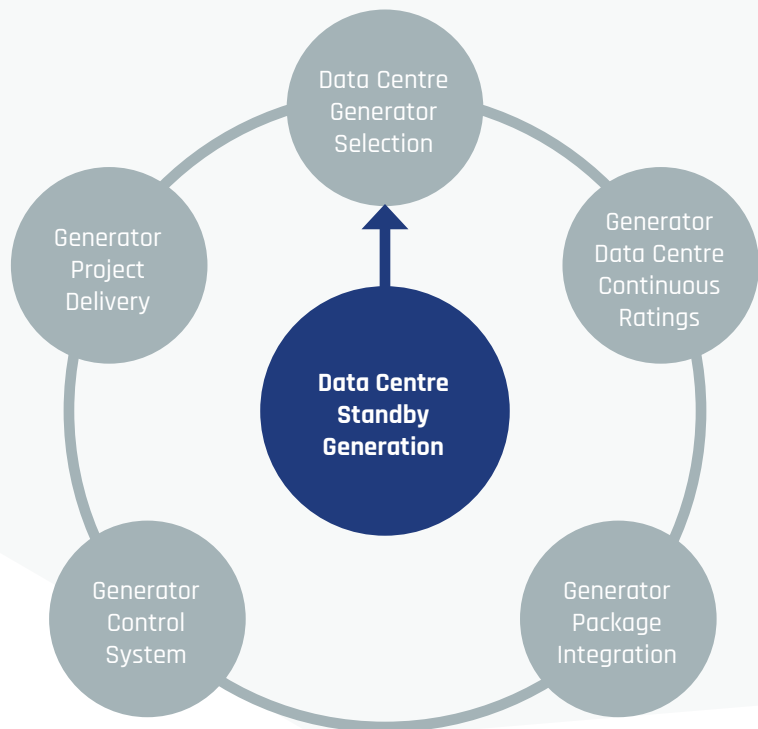 Data Centre
Generator
Selection
Generator
Data Centre
Continuous
Ratings
Generator
Project
Delivery
Data Centre
Standby
Generation
Generator
Control
System
Generator
Package
Integration